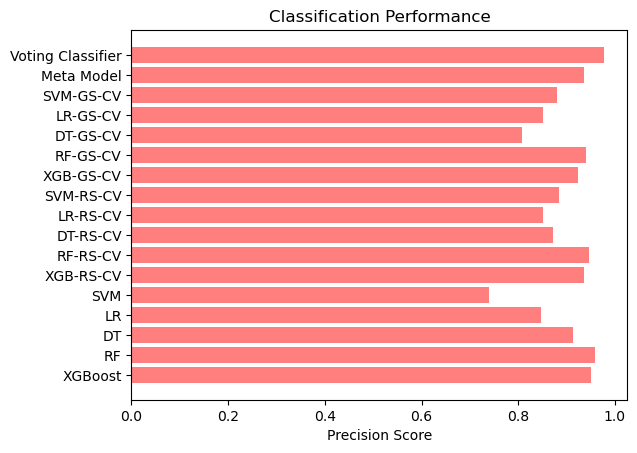 Classification Performance
Voting Classifier
Meta Model
SVM-GS-CV
LR-GS-CV
DT-GS-CV
RF-GS-CV
XGB-GS-CV
SVM-RS-CV
LR-RS-CV
DT-RS-CV
RF-RS-CV
XGB-RS-CV
SVM
LR
DT
RF
XGBoost
0.0 0.2 0.4 0.6 0.8 1.0
Precision Score